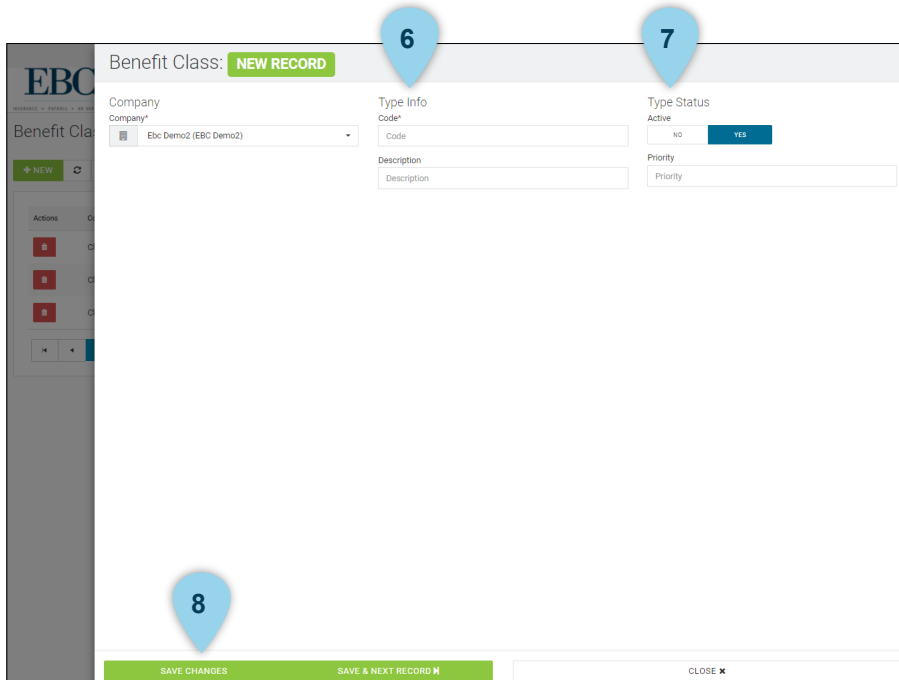 6
7
Benefit Class: NEW RECORD
EBC
Benefit Cla
+ NEW
Actions
Company
Company*
Ebc Demo2 (EBC Demo2)
Type Info
Code*
Code
Description
Description
Type Status
Active
NO YES
Priority
Priority
8
SAVE CHANGES
SAVE & NEXT RECORD
CLOSE ×